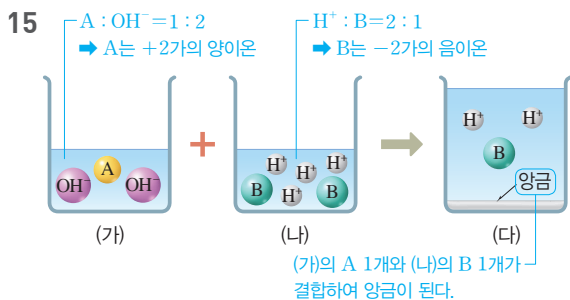 15
A : OH⁻=1 : 2
➡ A는 +2가의 양이온
H⁺ : B=2 : 1
➡ B는 -2가의 음이온
OH⁻ A OH⁻
+
H⁺ H⁺ H⁺ B H⁺ B
H⁺ H⁺
B
앙금
(가)
(나)
(다)
(가)의 A 1개와 (나)의 B 1개가
결합하여 앙금이 된다.